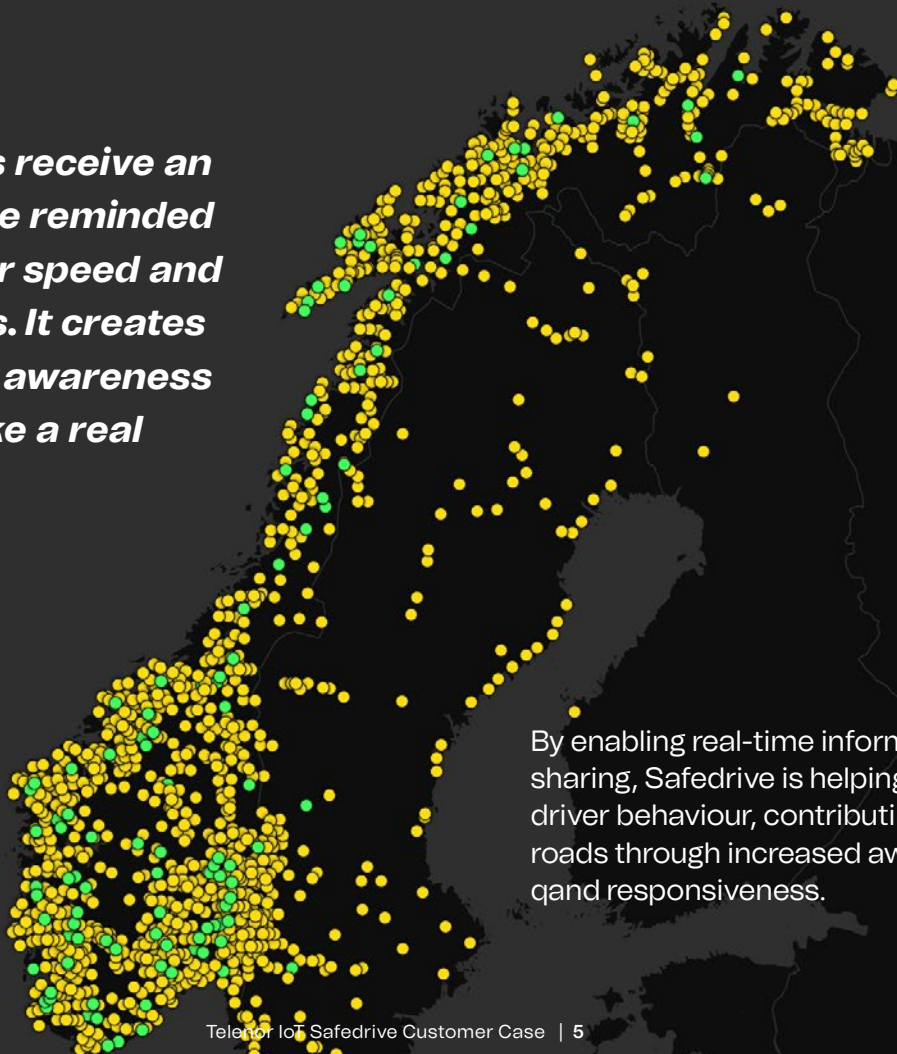 s receive an
e reminded
r speed and
s. It creates
awareness
ke a real
By enabling real-time inform
sharing, Safedrive is helping
driver behaviour, contributi
roads through increased aw
qand responsiveness.
Telenor IoT Safedrive Customer Case | 5